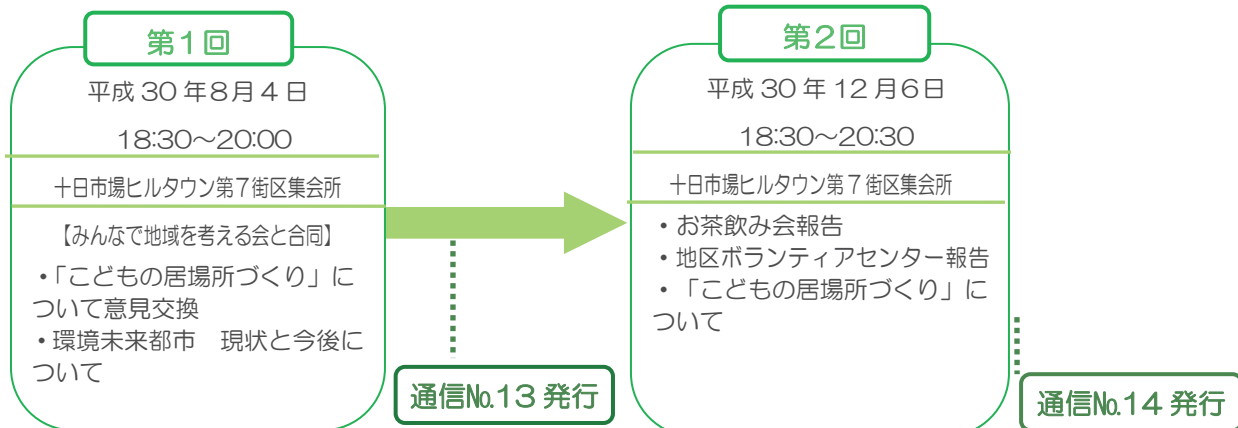 第1回
平成 30 年8月 4 日
18:30～20:00
十日市場ヒルタウン第7街区集会所
【みんなで地域を考える会と合同】
・「こどもの居場所づくり」に
ついて意見交換
・環境未来都市　現状と今後に
ついて
通信№13 発行
第2回
平成 30 年 12 月6日
18:30～20:30
十日市場ヒルタウン第 7 街区集会所
・お茶飲み会報告
・地区ボランティアセンター報告
・「こどもの居場所づくり」に
ついて
通信№14 発行